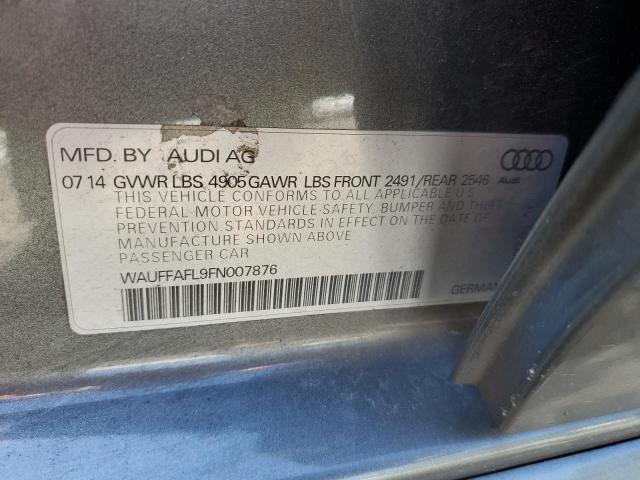 MFD. BY AUDI AG
07 14 GVWR LBS 4905 GAWR LBS FRONT 2491/REAR 2546
Audi
THIS VEHICLE CONFORMS TO ALL APPLICABLE U.S.
FEDERAL MOTOR VEHICLE SAFETY, BUMPER AND THEFT
PREVENTION STANDARDS IN EFFECT ON THE DATE OF
MANUFACTURE SHOWN ABOVE
PASSENGER CAR
WAUFFAFL9FN007876